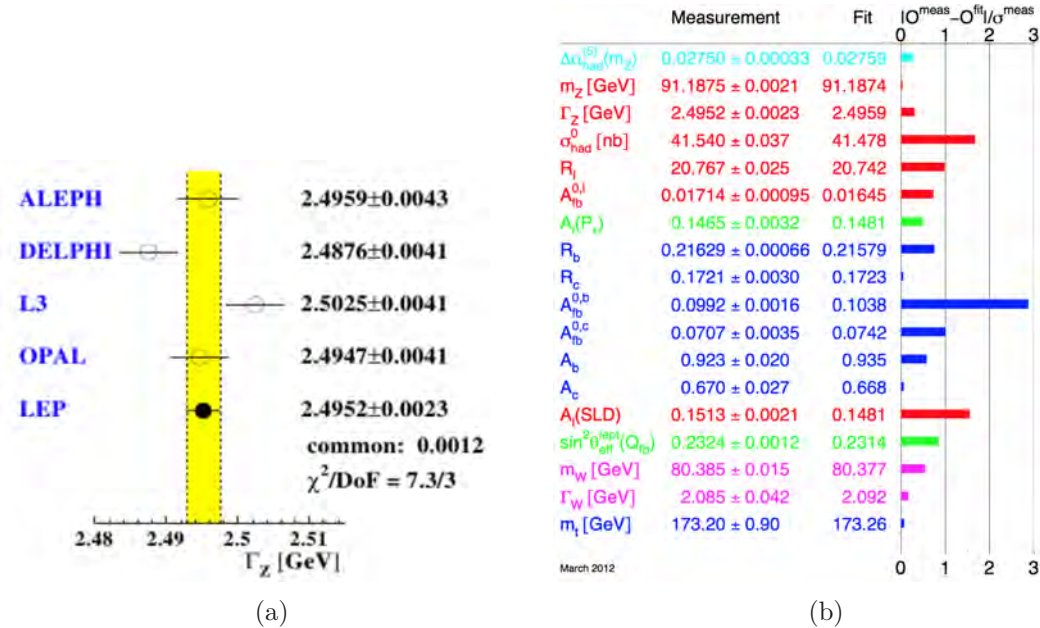 ALEPH 2.4959±0.0043
DELPHI 2.4876±0.0041
L3 2.5025±0.0041
OPAL 2.4947±0.0041
LEP 2.4952±0.0023
common: 0.0012
χ²/DoF = 7.3/3
2.48 2.49 2.5 2.51
Γ_Z [GeV]
(a)
Measurement Fit |O^meas −O^fit|/σ^meas
0 1 2 3
Δα_had^(5)(m_Z) 0.02750 ± 0.00033 0.02759
m_Z [GeV] 91.1875 ± 0.0021 91.1874
Γ_Z [GeV] 2.4952 ± 0.0023 2.4959
σ_had^0 [nb] 41.540 ± 0.037 41.478
R_l 20.767 ± 0.025 20.742
A_fb^0,l 0.01714 ± 0.00095 0.01645
A_l(P_τ) 0.1465 ± 0.0032 0.1481
R_b 0.21629 ± 0.00066 0.21579
R_c 0.1721 ± 0.0030 0.1723
A_fb^0,b 0.0992 ± 0.0016 0.1038
A_fb^0,c 0.0707 ± 0.0035 0.0742
A_b 0.923 ± 0.020 0.935
A_c 0.670 ± 0.027 0.668
A_l(SLD) 0.1513 ± 0.0021 0.1481
sin²θ_eff^lept(Q_fb) 0.2324 ± 0.0012 0.2314
m_W [GeV] 80.385 ± 0.015 80.377
Γ_W [GeV] 2.085 ± 0.042 2.092
m_t [GeV] 173.20 ± 0.90 173.26
March 2012
0 1 2 3
(b)